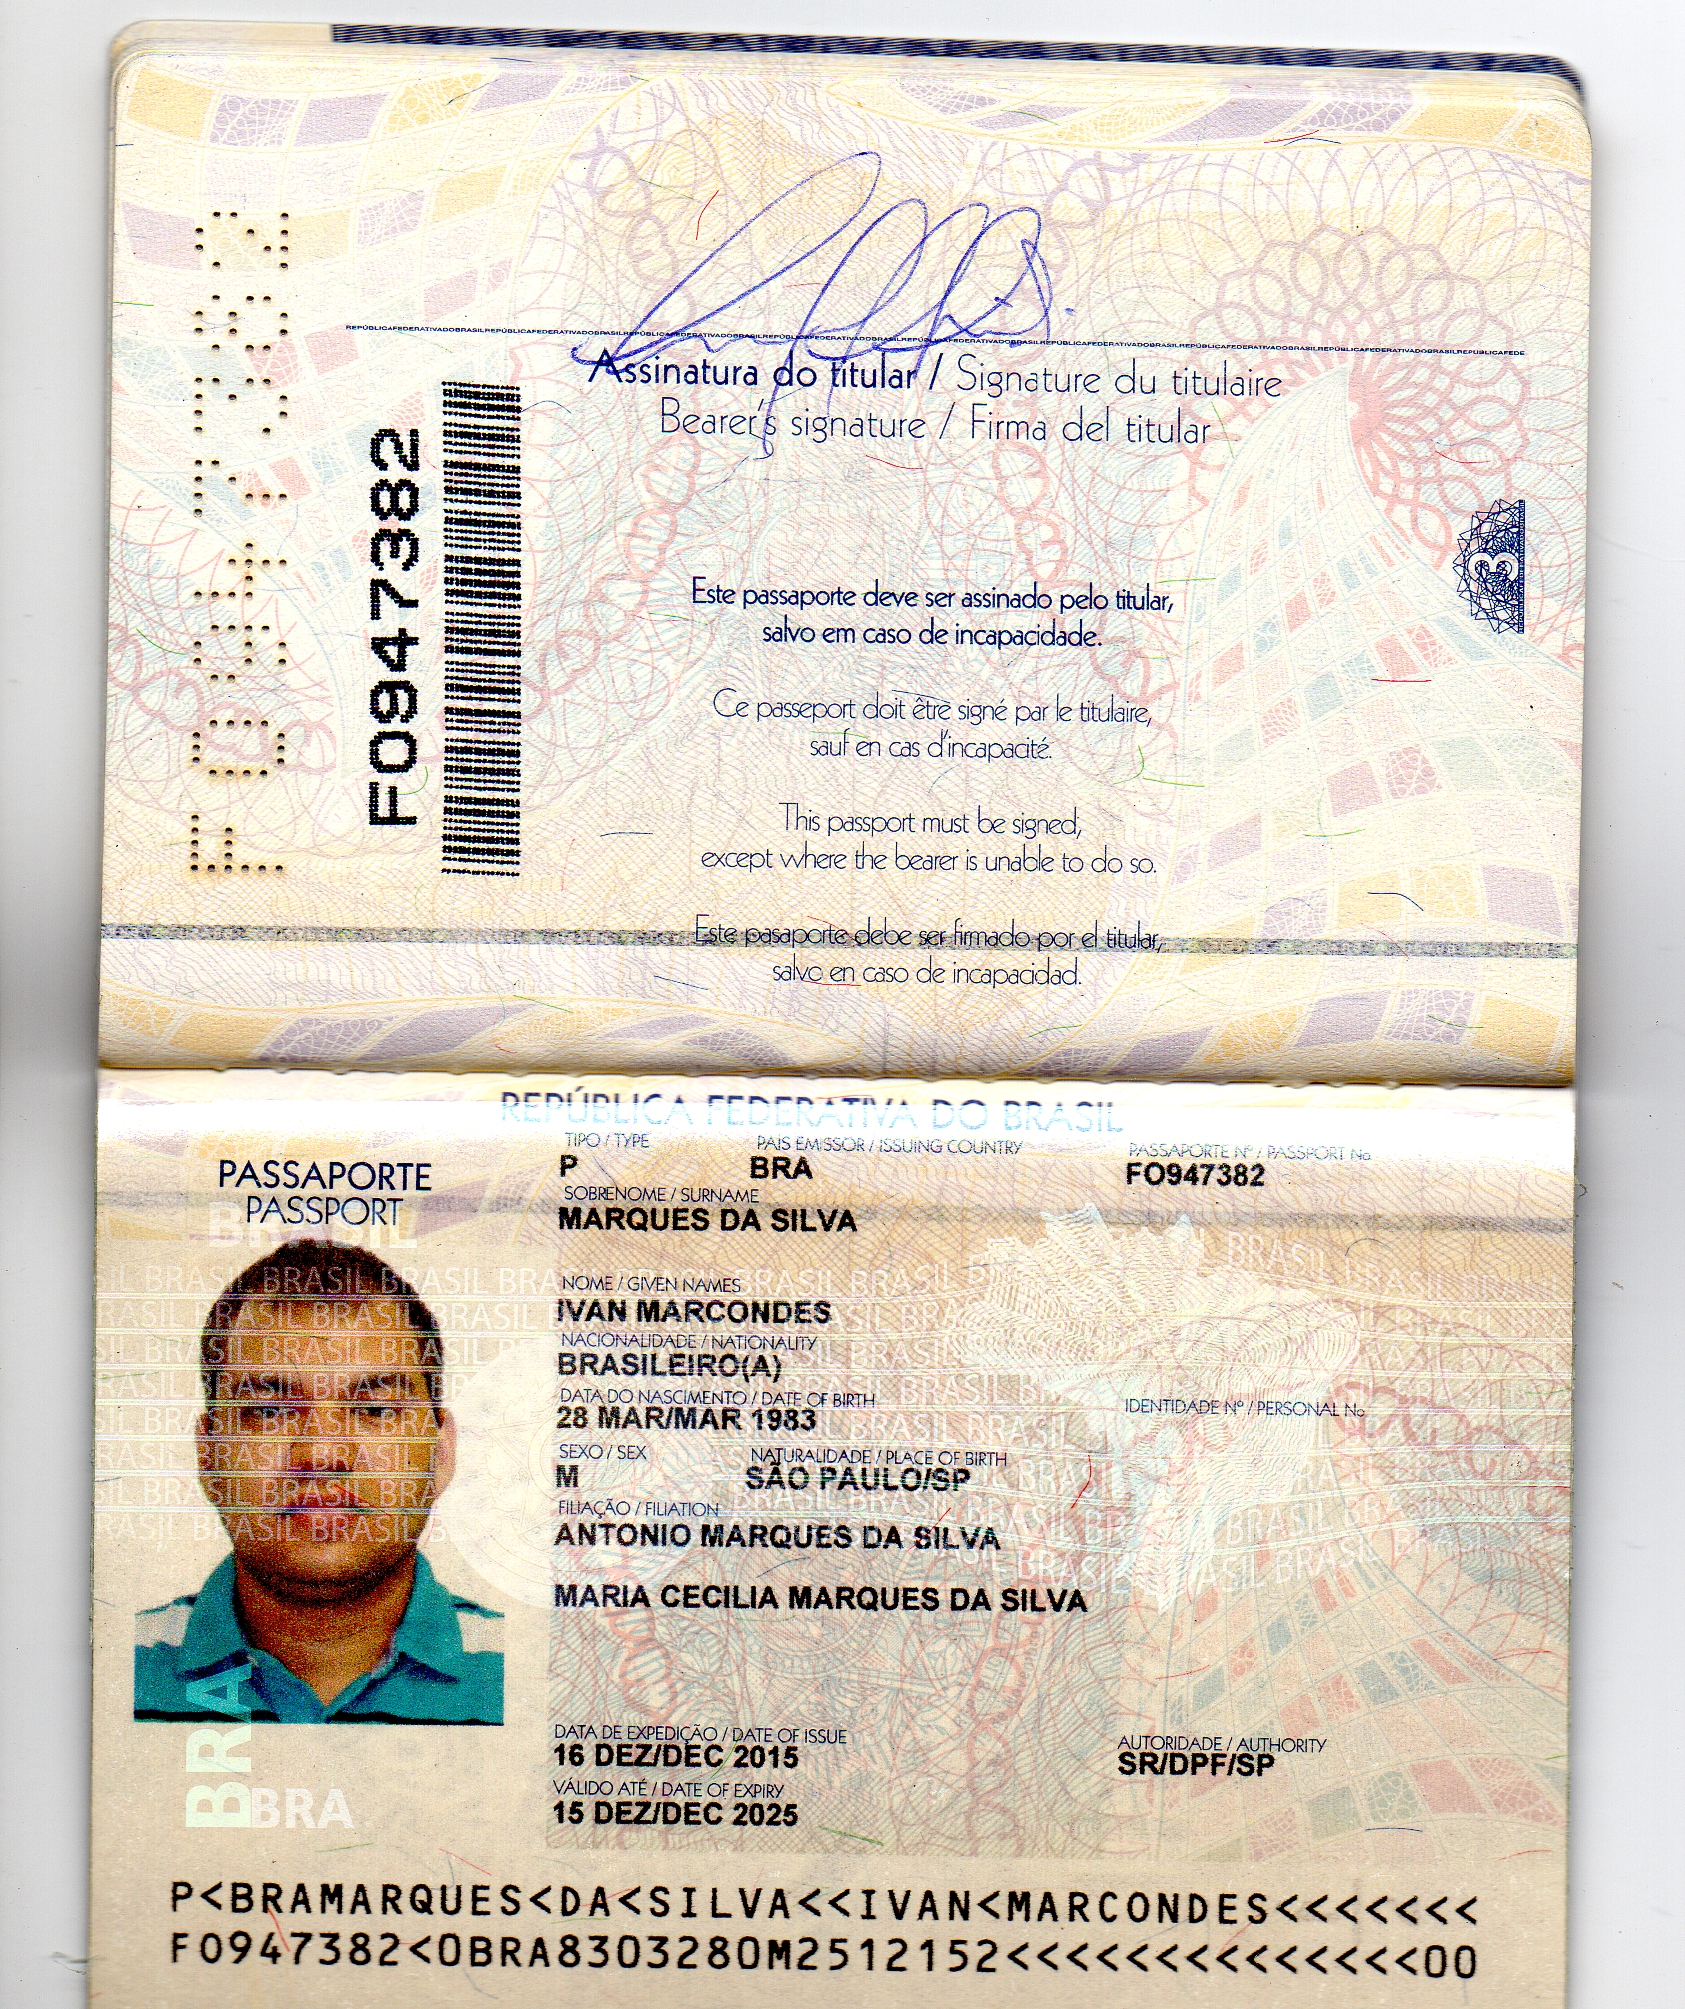 REPÚBLICAFEDERATIVADOBRASILREPÚBLICAFEDERATIVADOBRASILREPÚBLICAFEDERATIVADOBRASILREPÚBLICAFEDERATIVADOBRASILREPÚBLICAFEDERATIVADOBRASILREPÚBLICAFEDERATIVADOBRASILREPÚBLICAFEDERATIVADOBRASILREPUBLICAFEDE
Assinatura do titular / Signature du titulaire
Bearer's signature / Firma del titular
FO947382
FO947382
3
Este passaporte deve ser assinado pelo titular,
salvo em caso de incapacidade.
Ce passeport doit être signé par le titulaire,
sauf en cas d'incapacité.
This passport must be signed,
except where the bearer is unable to do so.
Este pasaporte debe ser firmado por el titular,
salvo en caso de incapacidad.
REPÚBLICA FEDERATIVA DO BRASIL
PASSAPORTE
PASSPORT
TIPO / TYPE PAÍS EMISSOR / ISSUING COUNTRY PASSAPORTE Nº / PASSPORT No
P BRA FO947382
SOBRENOME / SURNAME
MARQUES DA SILVA
NOME / GIVEN NAMES
IVAN MARCONDES
NACIONALIDADE / NATIONALITY
BRASILEIRO(A)
DATA DO NASCIMENTO / DATE OF BIRTH IDENTIDADE Nº / PERSONAL No
28 MAR/MAR 1983
SEXO / SEX NATURALIDADE / PLACE OF BIRTH
M SÃO PAULO/SP
FILIAÇÃO / FILIATION
ANTONIO MARQUES DA SILVA
MARIA CECILIA MARQUES DA SILVA
DATA DE EXPEDIÇÃO / DATE OF ISSUE AUTORIDADE / AUTHORITY
16 DEZ/DEC 2015 SR/DPF/SP
VÁLIDO ATÉ / DATE OF EXPIRY
15 DEZ/DEC 2025
BRA
BRA
P<BRAMARQUES<DA<SILVA<<IVAN<MARCONDES<<<<<<<
FO947382<0BRA8303280M2512152<<<<<<<<<<<<<<00